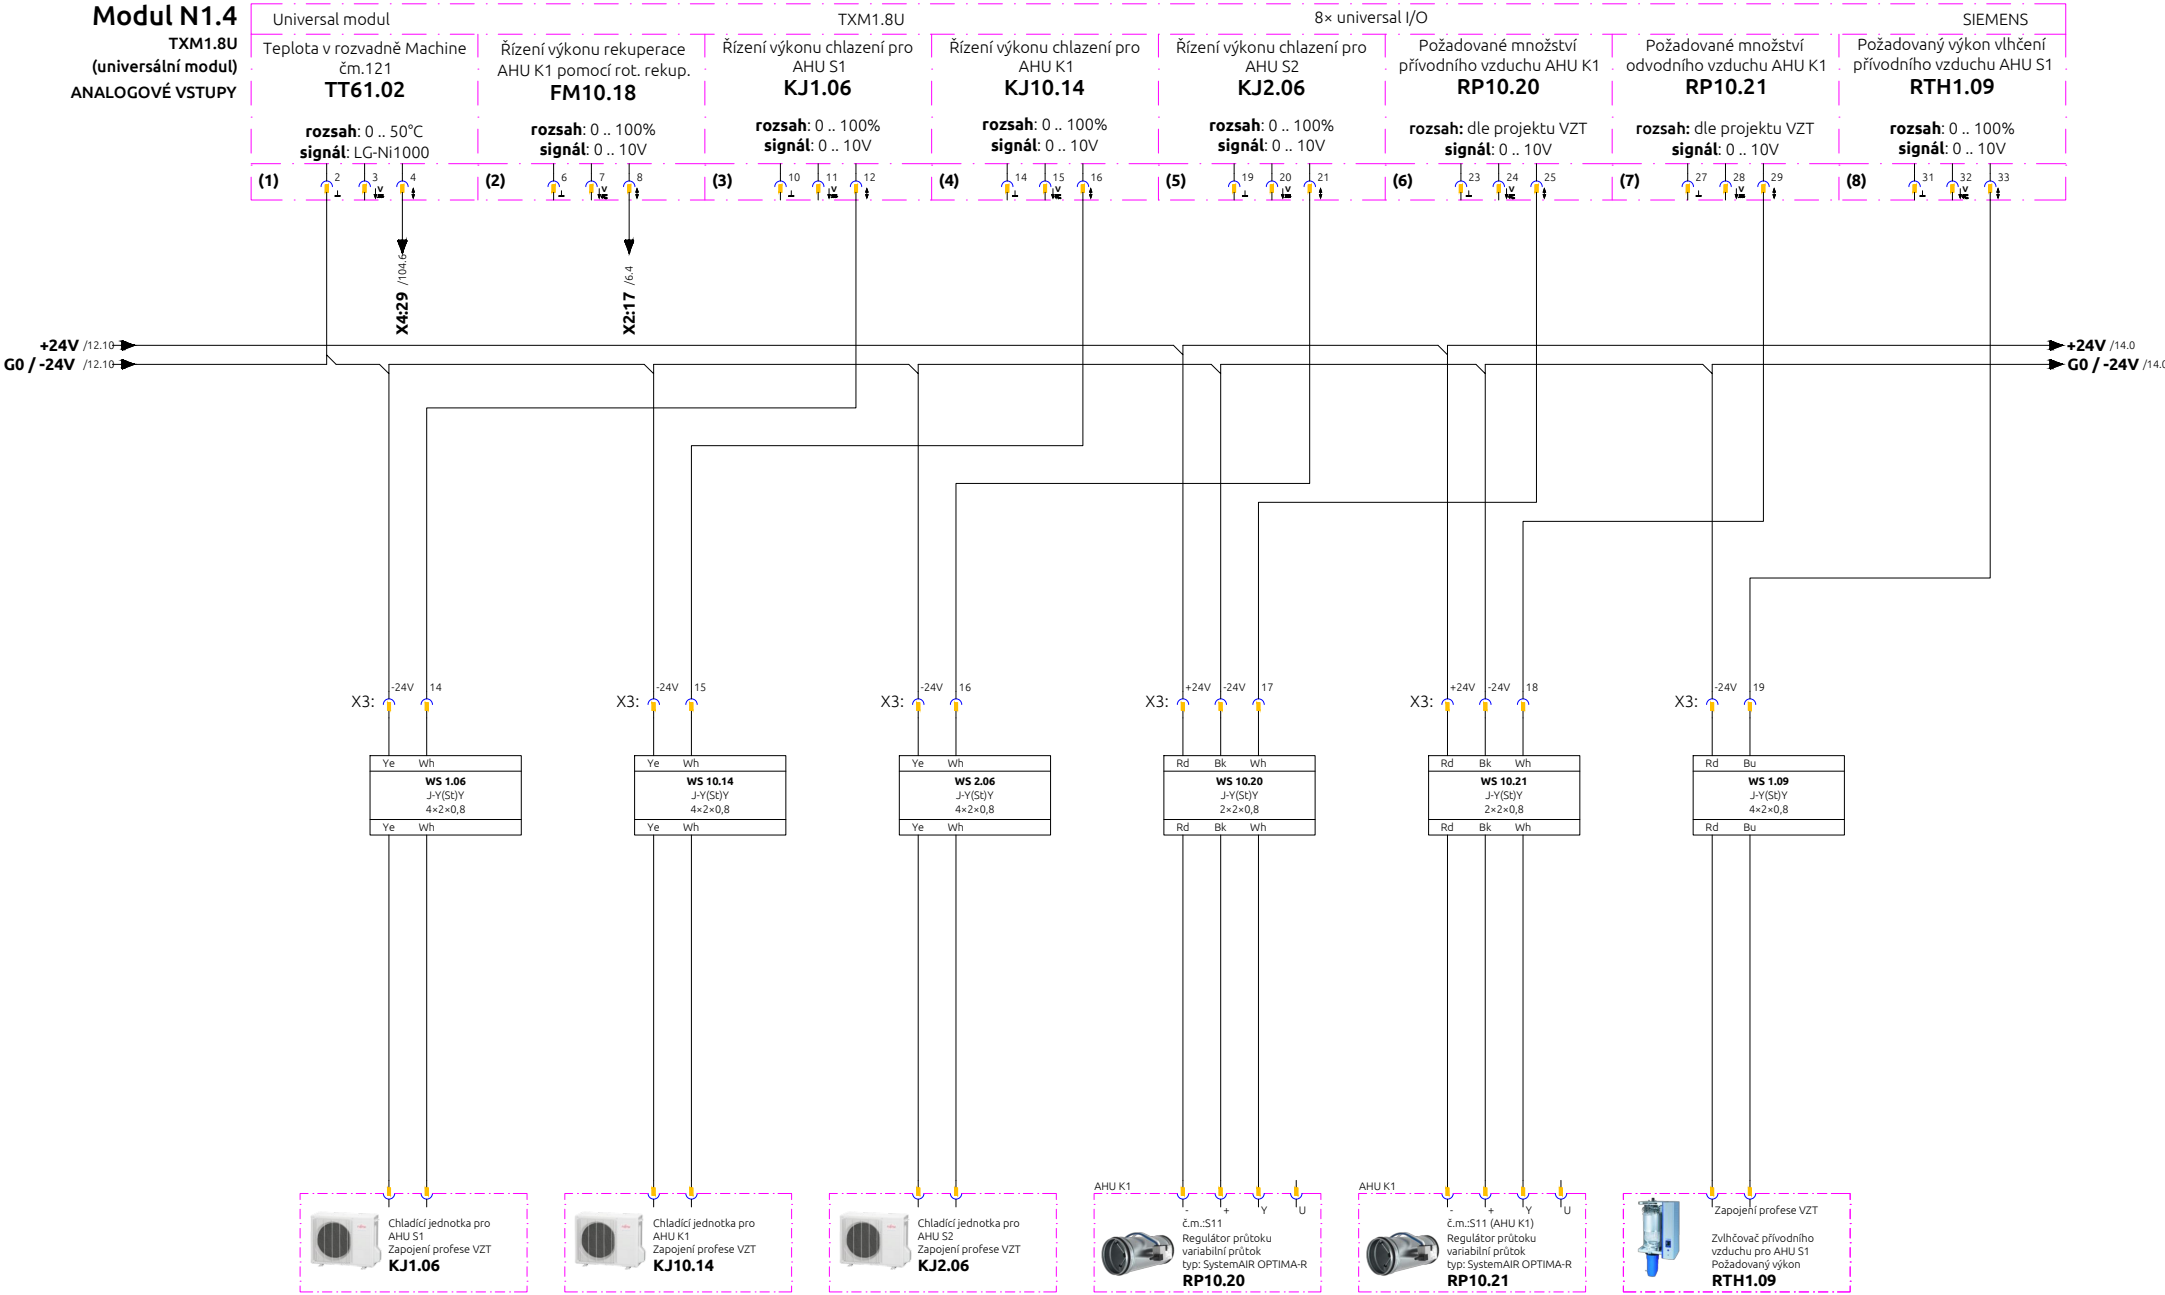 Modul N1.4
TXM1.8U
(universální modul)
ANALOGOVÉ VSTUPY
Universal modul
TXM1.8U
8× universal I/O
SIEMENS
Teplota v rozvadně Machine
čm.121
TT61.02
rozsah: 0 .. 50°C
signál: LG-Ni1000
Řízení výkonu rekuperace
AHU K1 pomocí rot. rekup.
FM10.18
rozsah: 0 .. 100%
signál: 0 .. 10V
Řízení výkonu chlazení pro
AHU S1
KJ1.06
rozsah: 0 .. 100%
signál: 0 .. 10V
Řízení výkonu chlazení pro
AHU K1
KJ10.14
rozsah: 0 .. 100%
signál: 0 .. 10V
Řízení výkonu chlazení pro
AHU S2
KJ2.06
rozsah: 0 .. 100%
signál: 0 .. 10V
Požadované množství
přívodního vzduchu AHU K1
RP10.20
rozsah: dle projektu VZT
signál: 0 .. 10V
Požadované množství
odvodního vzduchu AHU K1
RP10.21
rozsah: dle projektu VZT
signál: 0 .. 10V
Požadovaný výkon vlhčení
přívodního vzduchu AHU S1
RTH1.09
rozsah: 0 .. 100%
signál: 0 .. 10V
(1) 2 3 4
(2) 6 7 8
(3) 10 11 12
(4) 14 15 16
(5) 19 20 21
(6) 23 24 25
(7) 27 28 29
(8) 31 32 33
X4:29 /104.6
X2:17 /6.4
+24V /12.10
G0 / -24V /12.10
+24V /14.0
G0 / -24V /14.0
X3: -24V 14
X3: -24V 15
X3: -24V 16
X3: +24V -24V 17
X3: +24V -24V 18
X3: -24V 19
Ye Wh
WS 1.06
J-Y(St)Y
4×2×0,8
Ye Wh
Ye Wh
WS 10.14
J-Y(St)Y
4×2×0,8
Ye Wh
Ye Wh
WS 2.06
J-Y(St)Y
4×2×0,8
Ye Wh
Rd Bk Wh
WS 10.20
J-Y(St)Y
2×2×0,8
Rd Bk Wh
Rd Bk Wh
WS 10.21
J-Y(St)Y
2×2×0,8
Rd Bk Wh
Rd Bu
WS 1.09
J-Y(St)Y
4×2×0,8
Rd Bu
Chladící jednotka pro
AHU S1
Zapojení profese VZT
KJ1.06
Chladící jednotka pro
AHU K1
Zapojení profese VZT
KJ10.14
Chladící jednotka pro
AHU S2
Zapojení profese VZT
KJ2.06
AHU K1
- + Y U
č.m.:S11
Regulátor průtoku
variabilní průtok
typ: SystemAIR OPTIMA-R
RP10.20
AHU K1
- + Y U
č.m.:S11 (AHU K1)
Regulátor průtoku
variabilní průtok
typ: SystemAIR OPTIMA-R
RP10.21
Zapojení profese VZT
Zvlhčovač přívodního
vzduchu pro AHU S1
Požadovaný výkon
RTH1.09